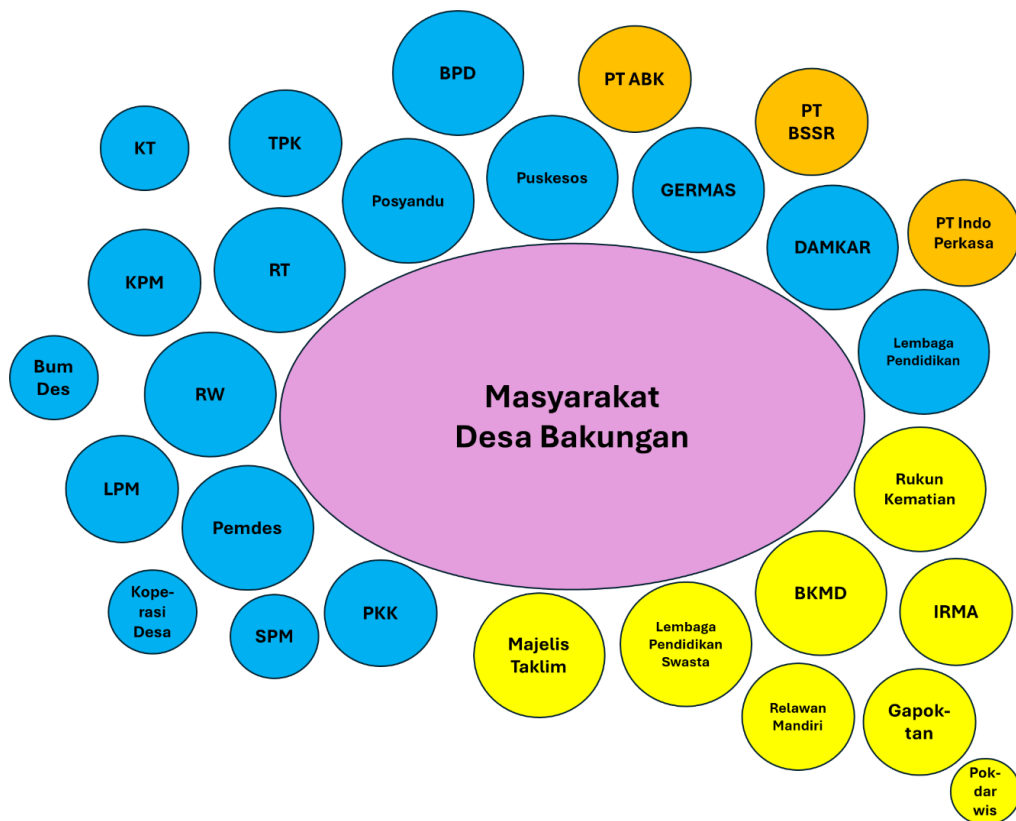 BPD
PT ABK
PT
BSSR
KT
TPK
Posyandu
Puskesos
GERMAS
DAMKAR
PT Indo
Perkasa
KPM
RT
Lembaga
Pendidikan
Bum
Des
RW
Masyarakat
Desa Bakungan
LPM
Pemdes
Rukun
Kematian
Kope-
rasi
Desa
SPM
PKK
Majelis
Taklim
Lembaga
Pendidikan
Swasta
BKMD
IRMA
Relawan
Mandiri
Gapok-
tan
Pok-
dar
wis